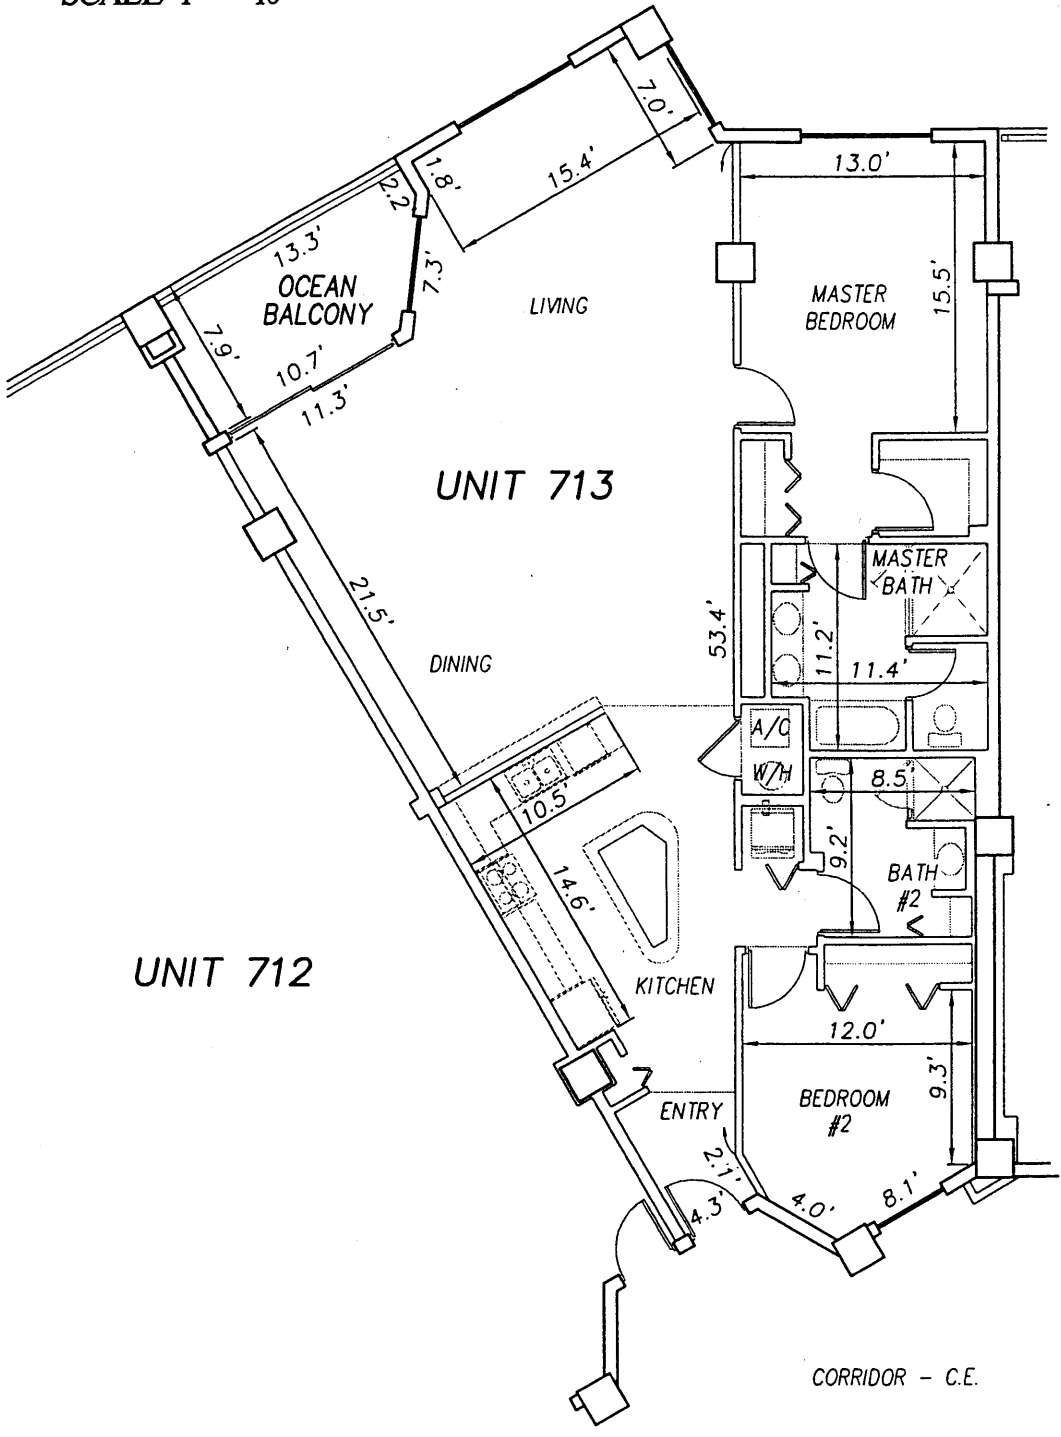 7.0'
15.4'
13.0'
1.8'
2.2
13.3'
OCEAN
BALCONY
7.3'
LIVING
MASTER
BEDROOM
15.5'
7.9'
10.7'
11.3'
UNIT 713
21.5'
53.4'
MASTER
BATH
11.2'
11.4'
DINING
A/C
W/H
8.5'
10.5'
9.2'
14.6'
BATH
#2
UNIT 712
KITCHEN
12.0'
9.3'
ENTRY
BEDROOM
#2
2.1'
4.3'
4.0'
8.1'
CORRIDOR - C.E.